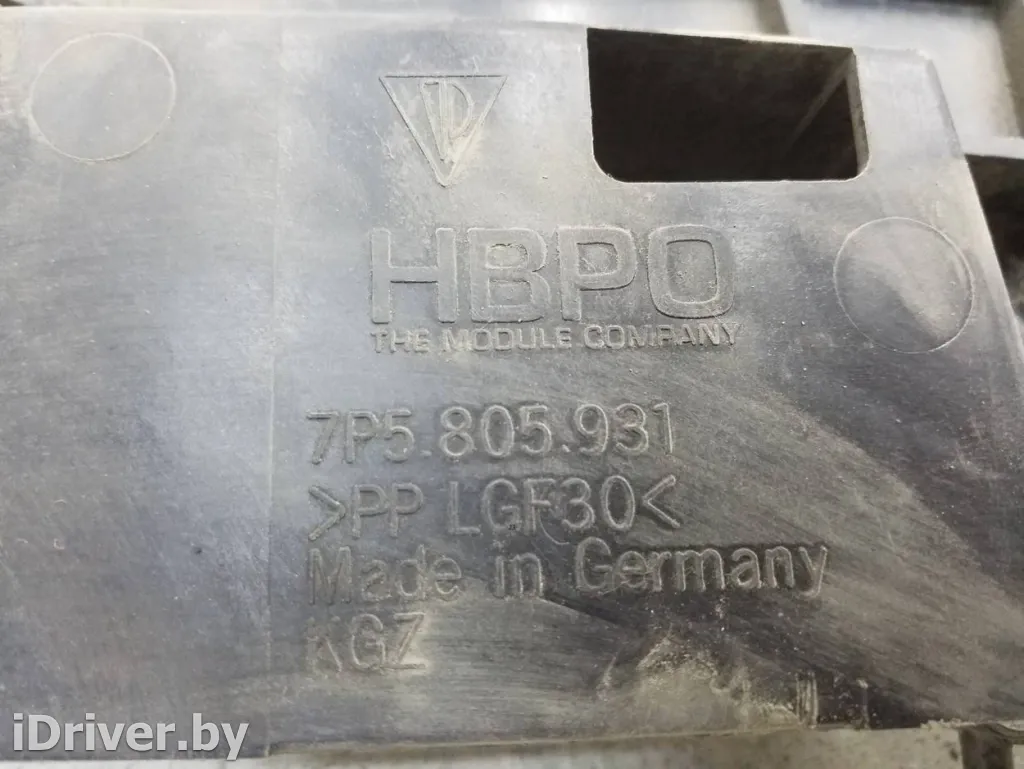 HBPO
THE MODULE COMPANY
7P5.805.931
>PP LGF30<
Made in Germany
KGZ
iDriver.by